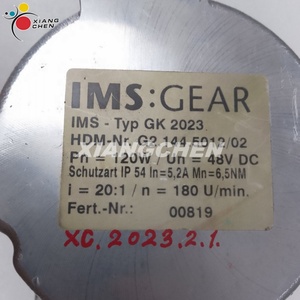 XIANG
CHEN
IMS:GEAR
IMS - Typ GK 2023
HDM-Nr. G2.144.5012/02
XIANGCHEN
Pn = 120W / Un = 48V DC
Schutzart IP 54 In=5,2A Mn=6,5NM
i = 20:1 / n = 180 U/min.
Fert.-Nr.: 00819
XC.2023.2.1.